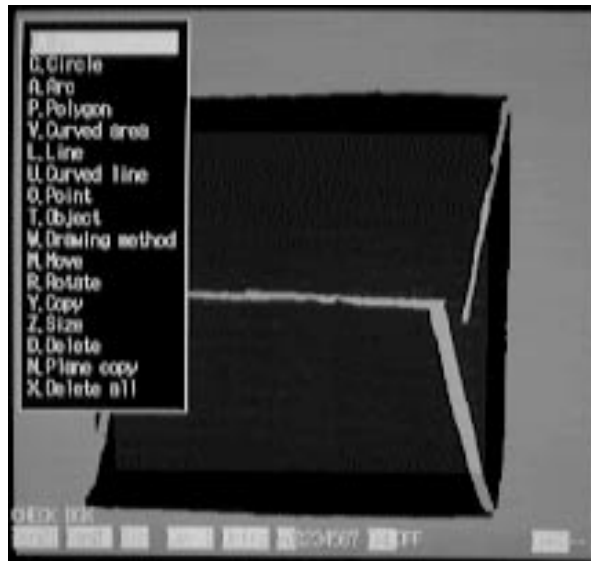 C.Circle
A.Arc
P.Polygon
V.Curved area
L.Line
U.Curved line
O.Point
T.Object
W.Drawing method
M.Move
R.Rotate
Y.Copy
Z.Size
D.Delete
N.Plane copy
X.Delete all
CHECK BOX